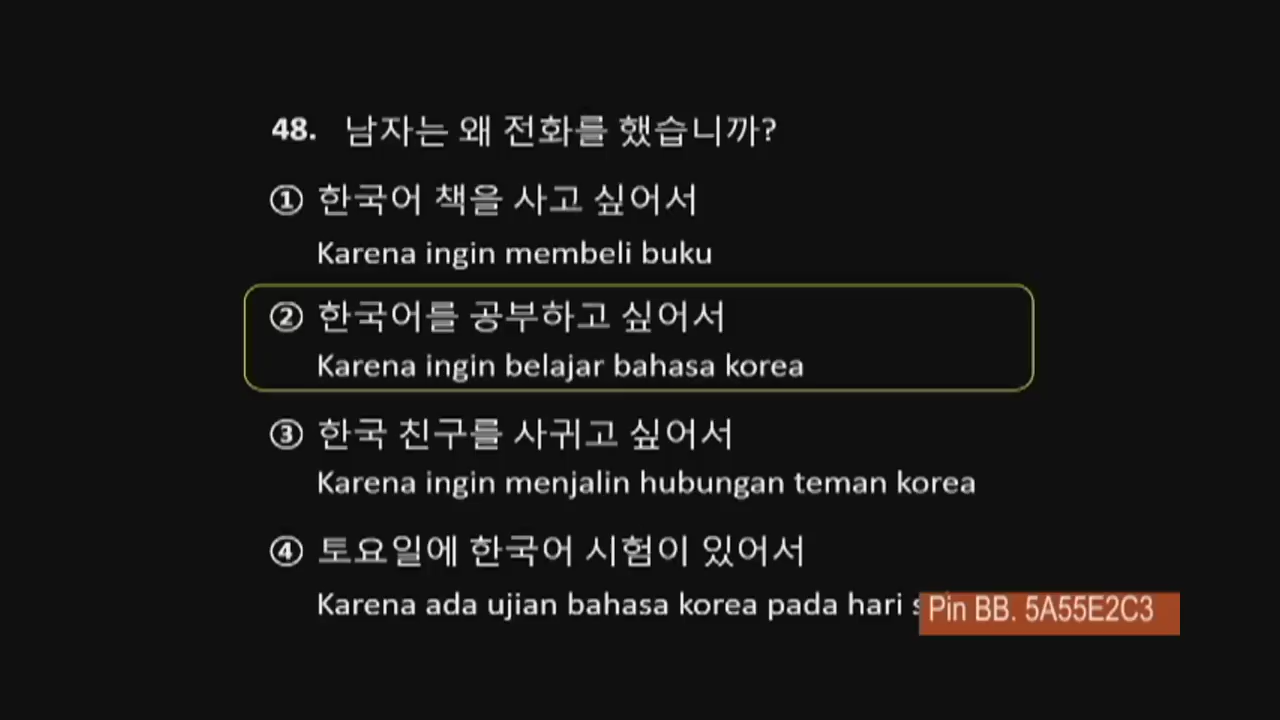 48. 남자는 왜 전화를 했습니까?
① 한국어 책을 사고 싶어서
Karena ingin membeli buku
② 한국어를 공부하고 싶어서
Karena ingin belajar bahasa korea
③ 한국 친구를 사귀고 싶어서
Karena ingin menjalin hubungan teman korea
④ 토요일에 한국어 시험이 있어서
Karena ada ujian bahasa korea pada hari
Pin BB. 5A55E2C3